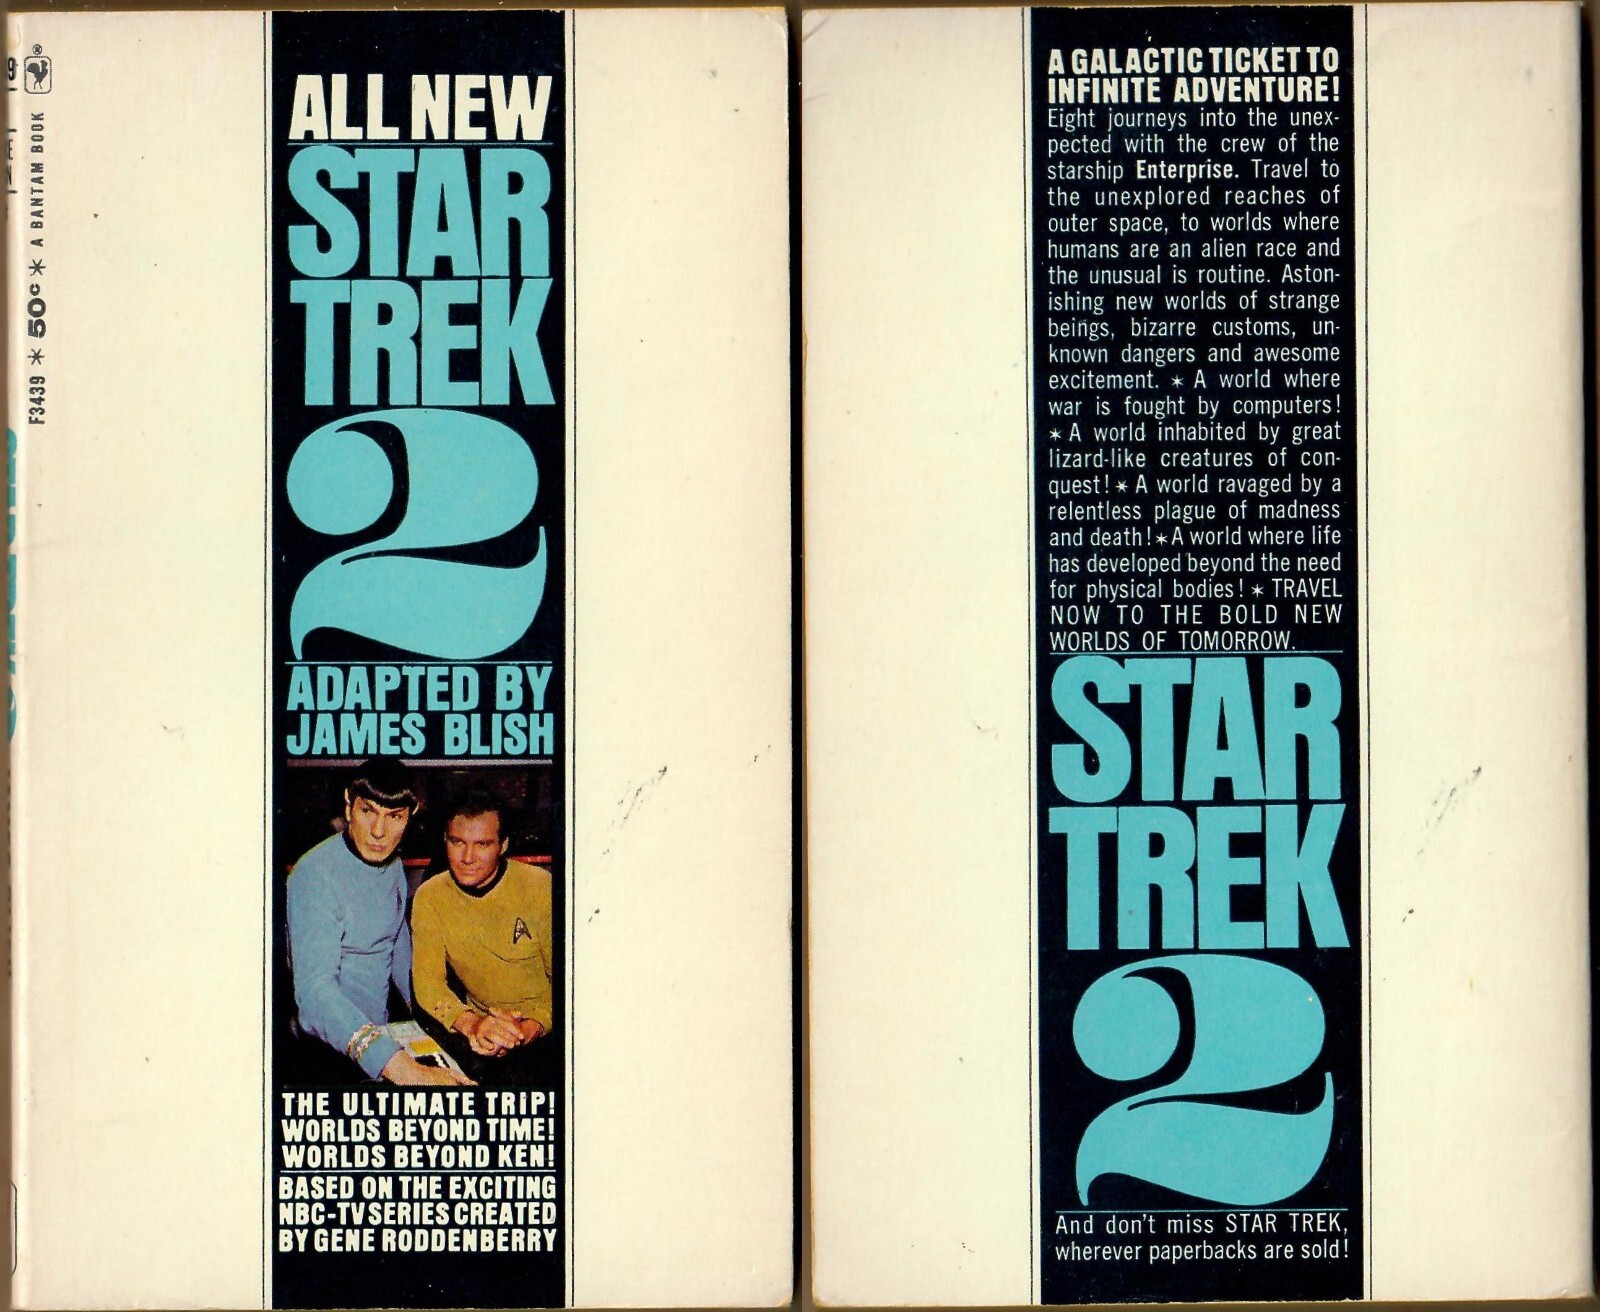 F3439 * 50¢ * A BANTAM BOOK
®
ALL NEW
STAR
TREK
2
ADAPTED BY
JAMES BLISH
THE ULTIMATE TRIP!
WORLDS BEYOND TIME!
WORLDS BEYOND KEN!
BASED ON THE EXCITING
NBC-TV SERIES CREATED
BY GENE RODDENBERRY
A GALACTIC TICKET TO
INFINITE ADVENTURE!
Eight journeys into the unex-
pected with the crew of the
starship Enterprise. Travel to
the unexplored reaches of
outer space, to worlds where
humans are an alien race and
the unusual is routine. Aston-
ishing new worlds of strange
beings, bizarre customs, un-
known dangers and awesome
excitement. * A world where
war is fought by computers!
* A world inhabited by great
lizard-like creatures of con-
quest! * A world ravaged by a
relentless plague of madness
and death! * A world where life
has developed beyond the need
for physical bodies! * TRAVEL
NOW TO THE BOLD NEW
WORLDS OF TOMORROW.
STAR
TREK
2
And don't miss STAR TREK,
wherever paperbacks are sold!